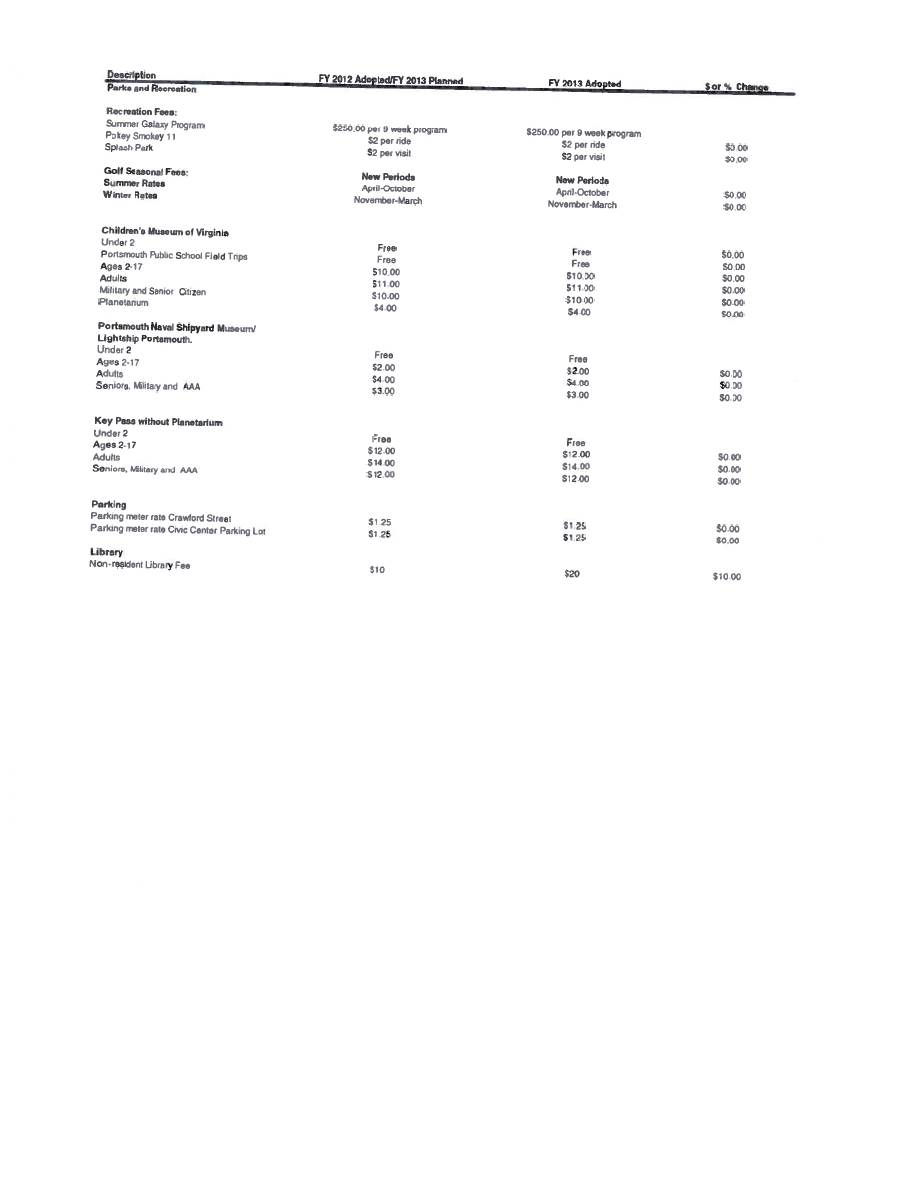 Description FY 2012 Adopted/FY 2013 Planned FY 2013 Adopted $ or % Change
Parks and Recreation
Recreation Fees:
Summer Galaxy Program $250.00 per 9 week program $250.00 per 9 week program
Pokey Smokey 11 $2 per ride $2 per ride $0.00
Splash Park $2 per visit $2 per visit $0.00
Golf Seasonal Fees: New Periods New Periods
Summer Rates April-October April-October $0.00
Winter Rates November-March November-March $0.00
Children's Museum of Virginia
Under 2 Free Free $0.00
Portsmouth Public School Field Trips Free Free $0.00
Ages 2-17 $10.00 $10.00 $0.00
Adults $11.00 $11.00 $0.00
Military and Senior Citizen $10.00 $10.00 $0.00
Planetarium $4.00 $4.00 $0.00
Portsmouth Naval Shipyard Museum/
Lightship Portsmouth.
Under 2 Free Free
Ages 2-17 $2.00 $2.00 $0.00
Adults $4.00 $4.00 $0.00
Seniors, Military and AAA $3.00 $3.00 $0.00
Key Pass without Planetarium
Under 2 Free Free
Ages 2-17 $12.00 $12.00 $0.00
Adults $14.00 $14.00 $0.00
Seniors, Military and AAA $12.00 $12.00 $0.00
Parking
Parking meter rate Crawford Street $1.25 $1.25 $0.00
Parking meter rate Civic Center Parking Lot $1.25 $1.25 $0.00
Library
Non-resident Library Fee $10 $20 $10.00